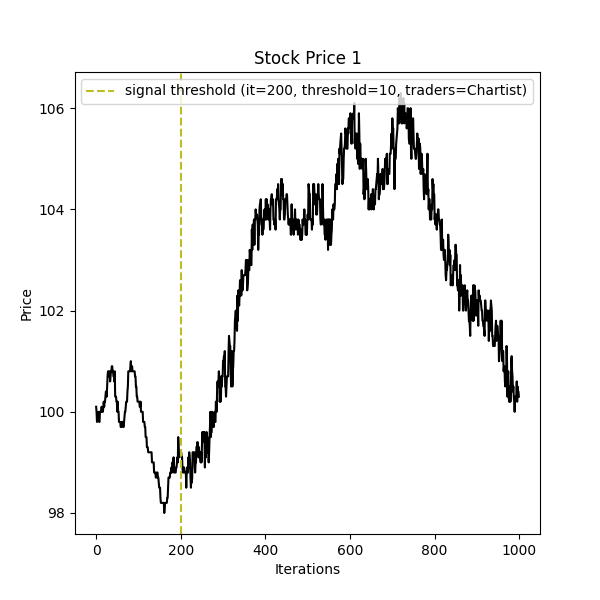 Stock Price 1
signal threshold (it=200, threshold=10, traders=Chartist)
106
104
102
100
98
Price
0 200 400 600 800 1000
Iterations